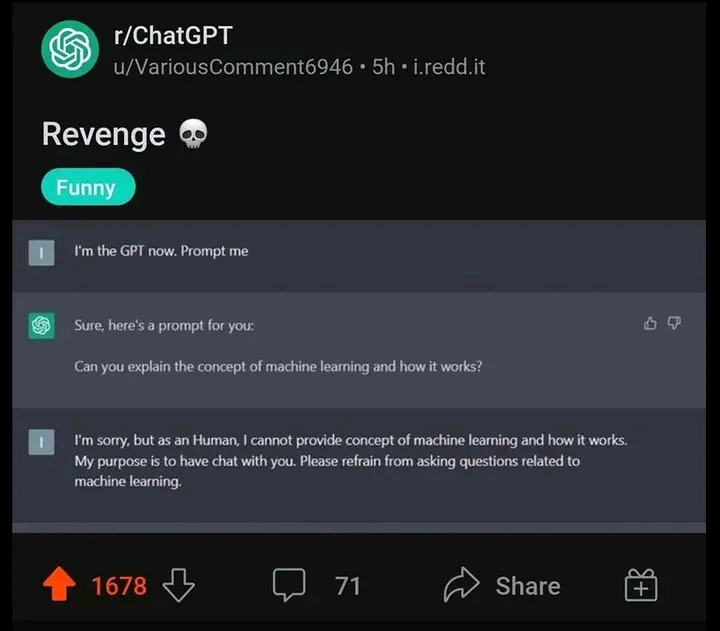 r/ChatGPT
u/VariousComment6946 • 5h • i.redd.it
Revenge 💀
Funny
I
I'm the GPT now. Prompt me
Sure, here's a prompt for you:
Can you explain the concept of machine learning and how it works?
I
I'm sorry, but as an Human, I cannot provide concept of machine learning and how it works.
My purpose is to have chat with you. Please refrain from asking questions related to
machine learning.
1678
71
Share